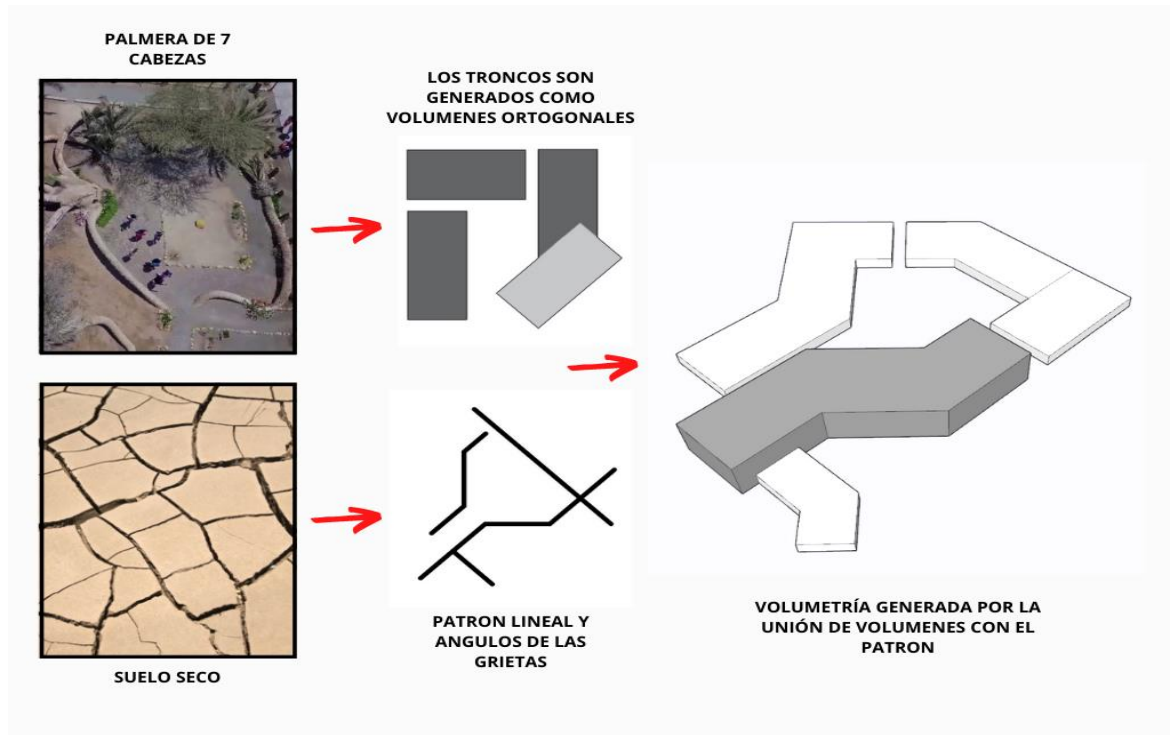 PALMERA DE 7
CABEZAS
LOS TRONCOS SON
GENERADOS COMO
VOLUMENES ORTOGONALES
SUELO SECO
PATRON LINEAL Y
ANGULOS DE LAS
GRIETAS
VOLUMETRÍA GENERADA POR LA
UNIÓN DE VOLUMENES CON EL
PATRON